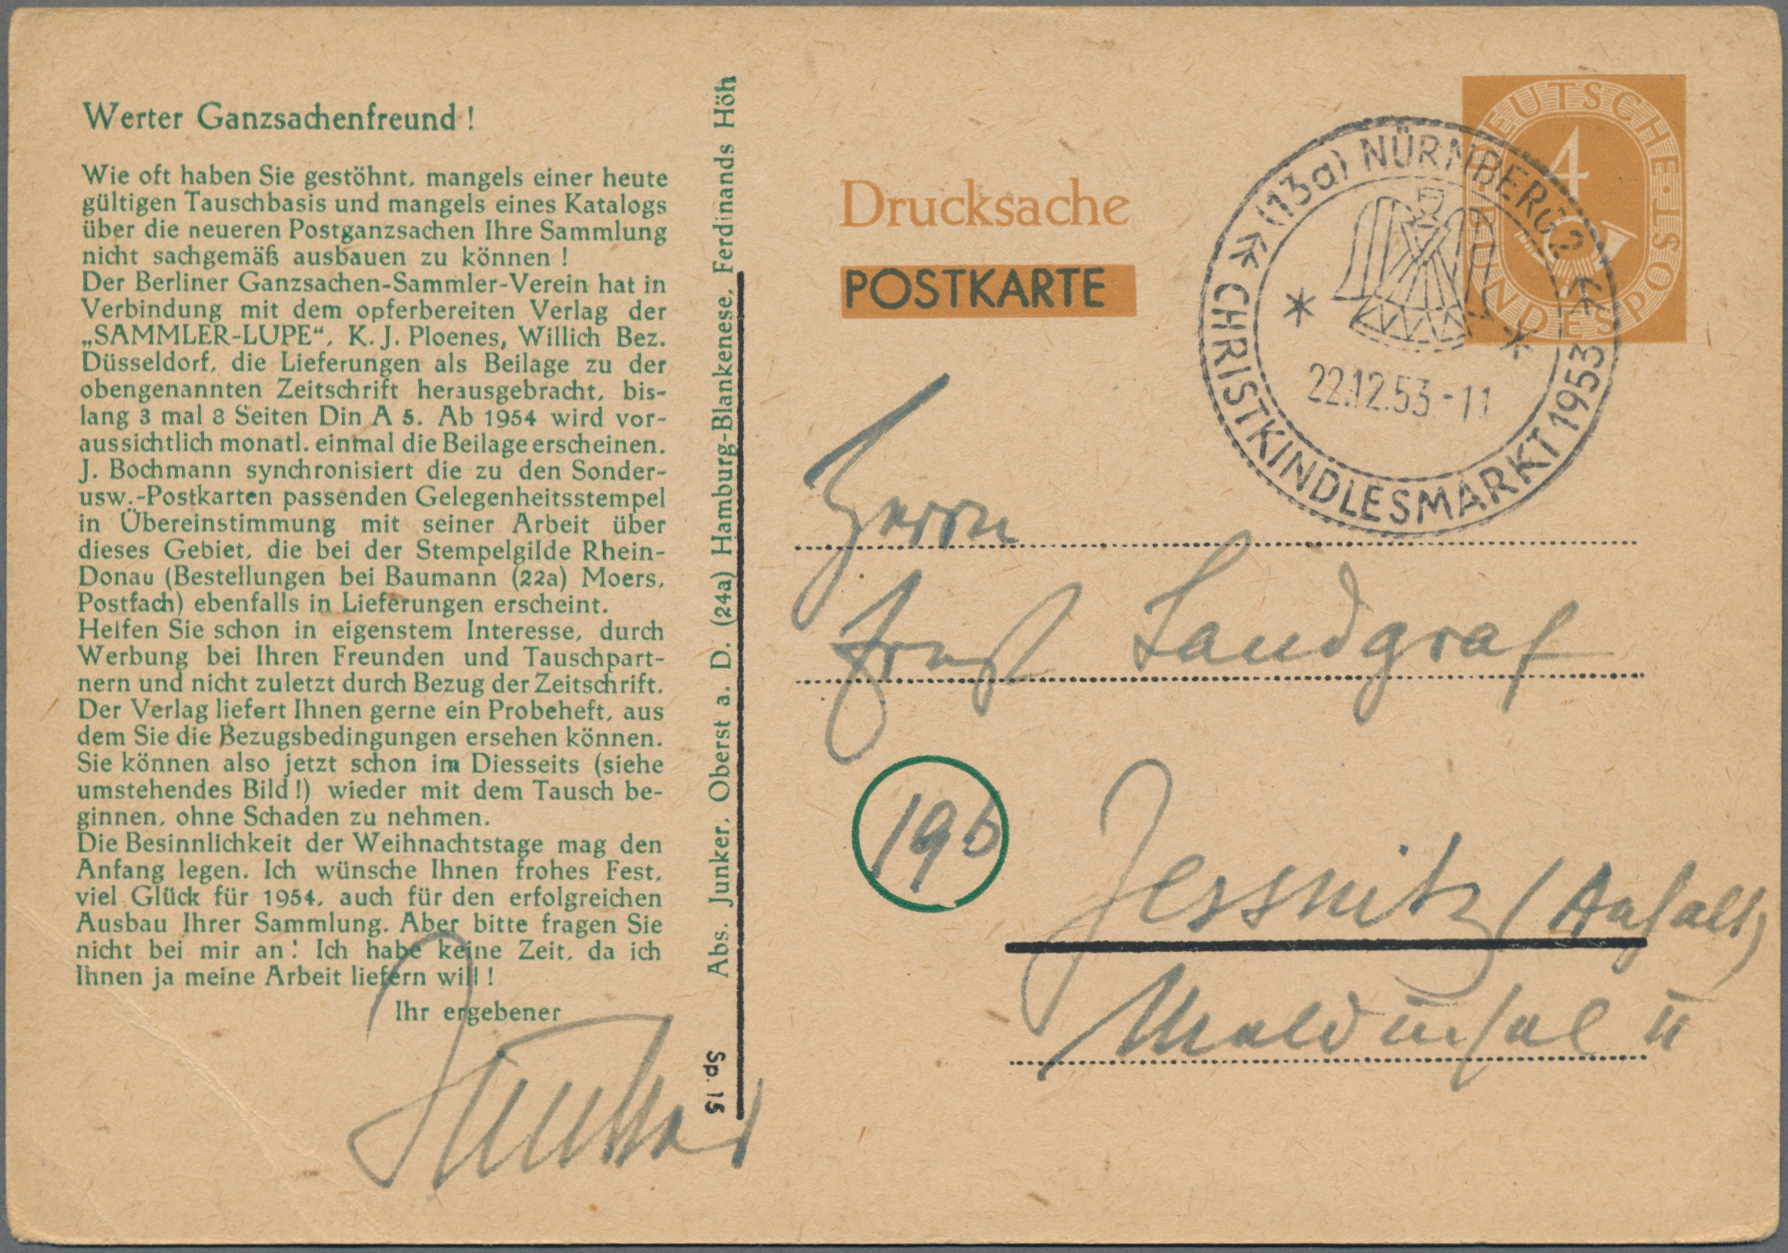 Werter Ganzsachenfreund !
Wie oft haben Sie gestöhnt, mangels einer heute
gültigen Tauschbasis und mangels eines Katalogs
über die neueren Postganzsachen Ihre Sammlung
nicht sachgemäß ausbauen zu können !
Der Berliner Ganzsachen-Sammler-Verein hat in
Verbindung mit dem opferbereiten Verlag der
„SAMMLER-LUPE“, K. J. Ploenes, Willich Bez.
Düsseldorf, die Lieferungen als Beilage zu der
obengenannten Zeitschrift herausgebracht, bis-
lang 3 mal 8 Seiten Din A 5. Ab 1954 wird vor-
aussichtlich monatl. einmal die Beilage erscheinen.
J. Bochmann synchronisiert die zu den Sonder-
usw.-Postkarten passenden Gelegenheitsstempel
in Übereinstimmung mit seiner Arbeit über
dieses Gebiet, die bei der Stempelgilde Rhein-
Donau (Bestellungen bei Baumann (22a) Moers,
Postfach) ebenfalls in Lieferungen erscheint.
Helfen Sie schon in eigenstem Interesse, durch
Werbung bei Ihren Freunden und Tauschpart-
nern und nicht zuletzt durch Bezug der Zeitschrift.
Der Verlag liefert Ihnen gerne ein Probeheft, aus
dem Sie die Bezugsbedingungen ersehen können.
Sie können also jetzt schon im Diesseits (siehe
umstehendes Bild!) wieder mit dem Tausch be-
ginnen, ohne Schaden zu nehmen.
Die Besinnlichkeit der Weihnachtstage mag den
Anfang legen. Ich wünsche Ihnen frohes Fest,
viel Glück für 1954, auch für den erfolgreichen
Ausbau Ihrer Sammlung. Aber bitte fragen Sie
nicht bei mir an! Ich habe keine Zeit, da ich
Ihnen ja meine Arbeit liefern will !
Ihr ergebener
Junker
Abs. Junker, Oberst a. D. (24a) Hamburg-Blankenese, Ferdinands Höh
Sp. 15
Drucksache
POSTKARTE
DEUTSCHE · POST
BUNDESPOST
4
(13a) NÜRNBERG 2
22.12.53-11
CHRISTKINDLESMARKT 1953
Herrn
Ernst Landgraf
19b
Jessnitz (Anhalt)
II